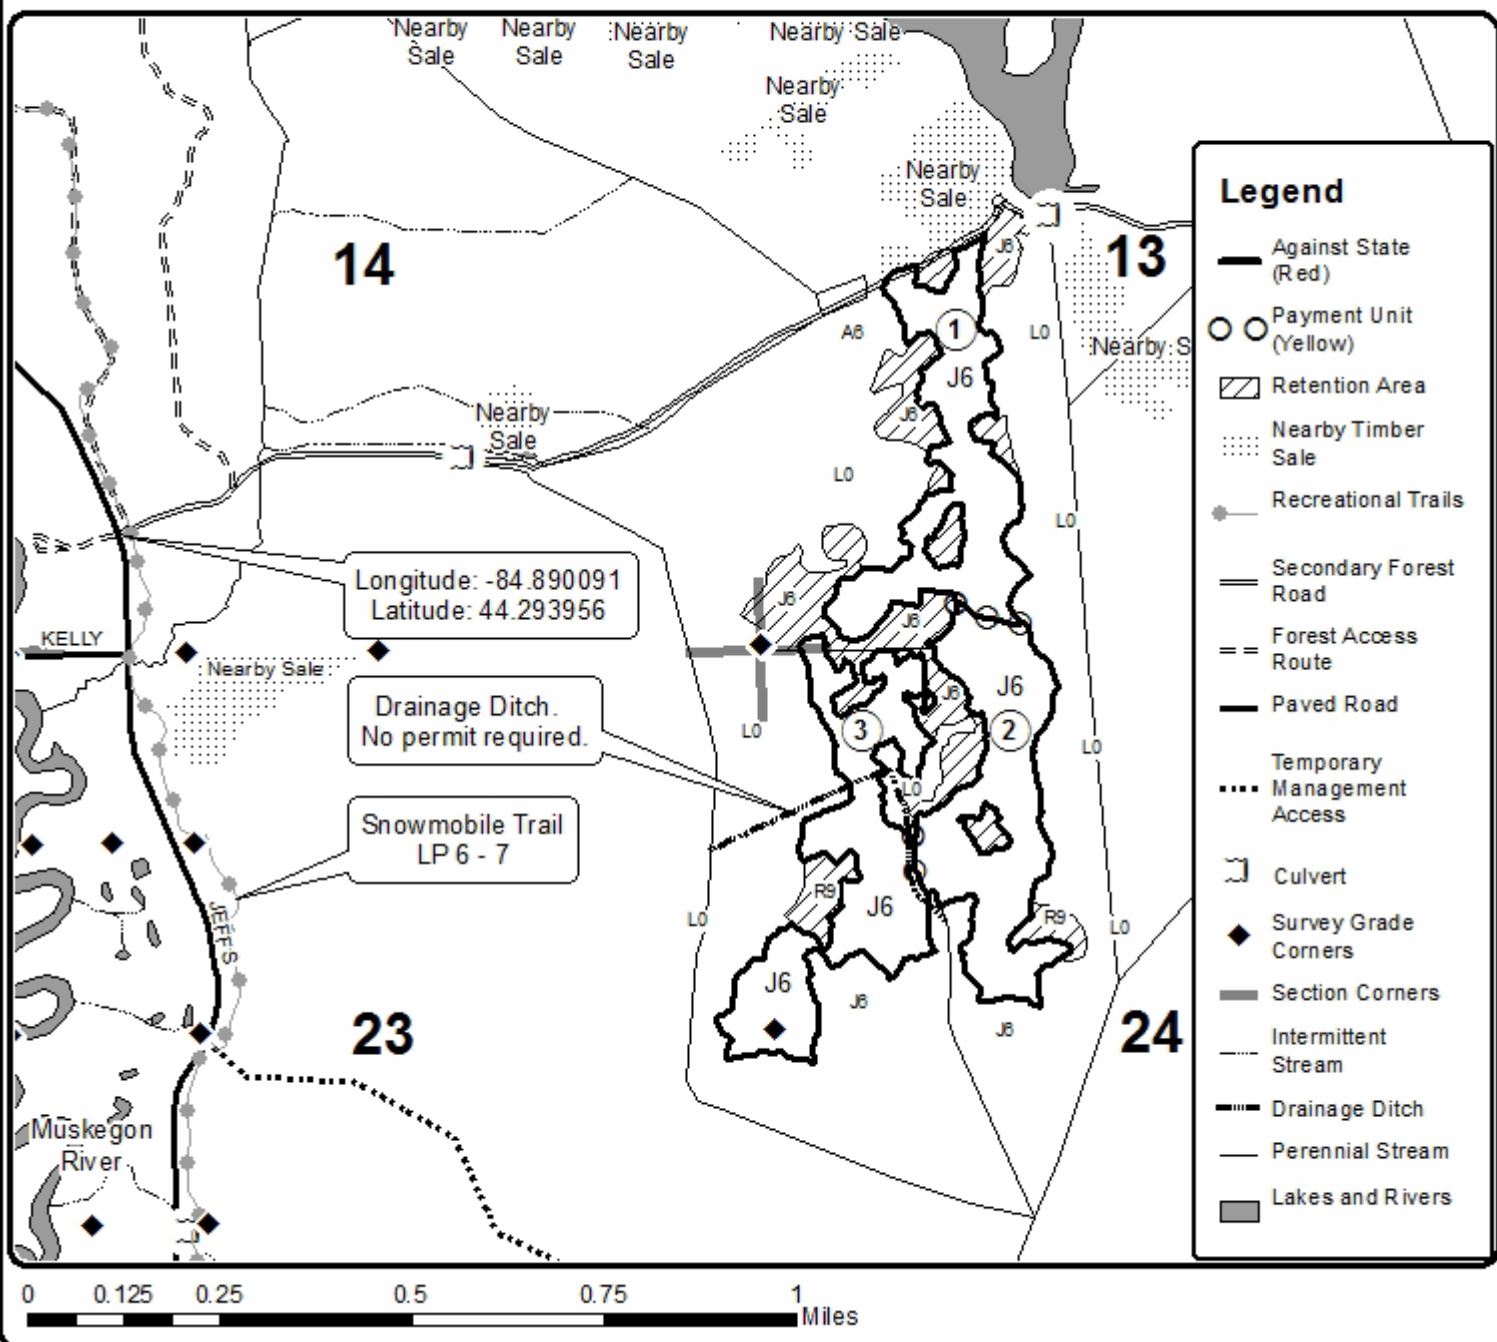 Nearby
Sale
Nearby
Sale
Nearby
Sale
Nearby Sale
Nearby
Sale
Nearby
Sale
14
13
J6
1
A6
L0
J6
Nearby S
Nearby
Sale
J6
L0
L0
Longitude: -84.890091
Latitude: 44.293956
J6
J6
KELLY
Nearby Sale
J6
J6
Drainage Ditch.
No permit required.
3
2
L0
L0
L0
Snowmobile Trail
LP 6 - 7
R9
J6
L0
R9
L0
JEFFS
J6
J6
J6
23
24
Muskegon
River
Legend
Against State
(Red)
Payment Unit
(Yellow)
Retention Area
Nearby Timber
Sale
Recreational Trails
Secondary Forest
Road
Forest Access
Route
Paved Road
Temporary
Management
Access
Culvert
Survey Grade
Corners
Section Corners
Intermittent
Stream
Drainage Ditch
Perennial Stream
Lakes and Rivers
0 0.125 0.25 0.5 0.75 1
Miles